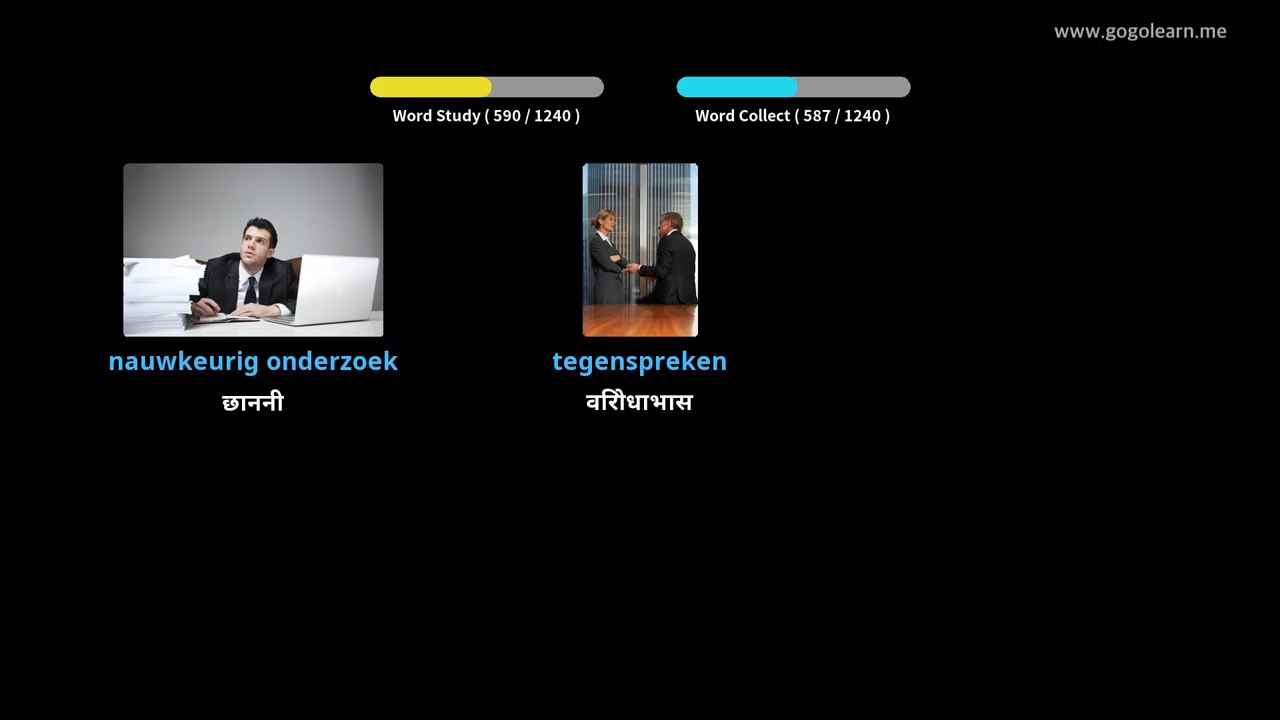 www.gogolearn.me
Word Study ( 590 / 1240 )
Word Collect ( 587 / 1240 )
nauwkeurig onderzoek
tegenspreken
छाननी
वरिोधाभास